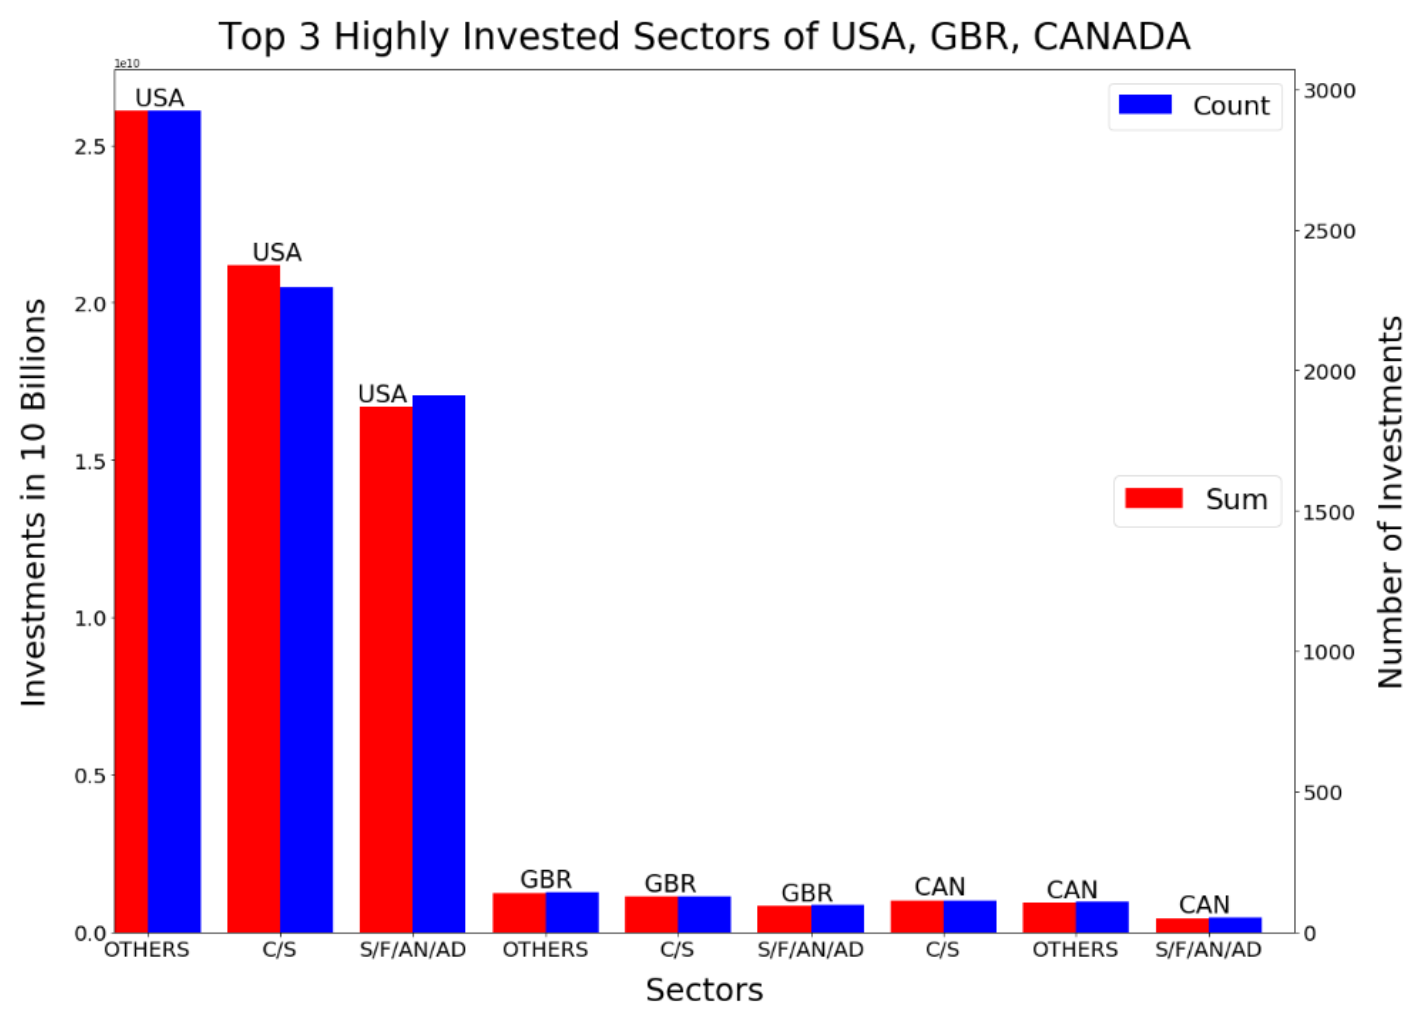 Top 3 Highly Invested Sectors of USA, GBR, CANADA
1e10
Investments in 10 Billions
2.5
2.0
1.5
1.0
0.5
0.0
USA
USA
USA
GBR
GBR
GBR
CAN
CAN
CAN
Count
Sum
3000
2500
2000
1500
1000
500
0
Number of Investments
OTHERS
C/S
S/F/AN/AD
OTHERS
C/S
S/F/AN/AD
C/S
OTHERS
S/F/AN/AD
Sectors